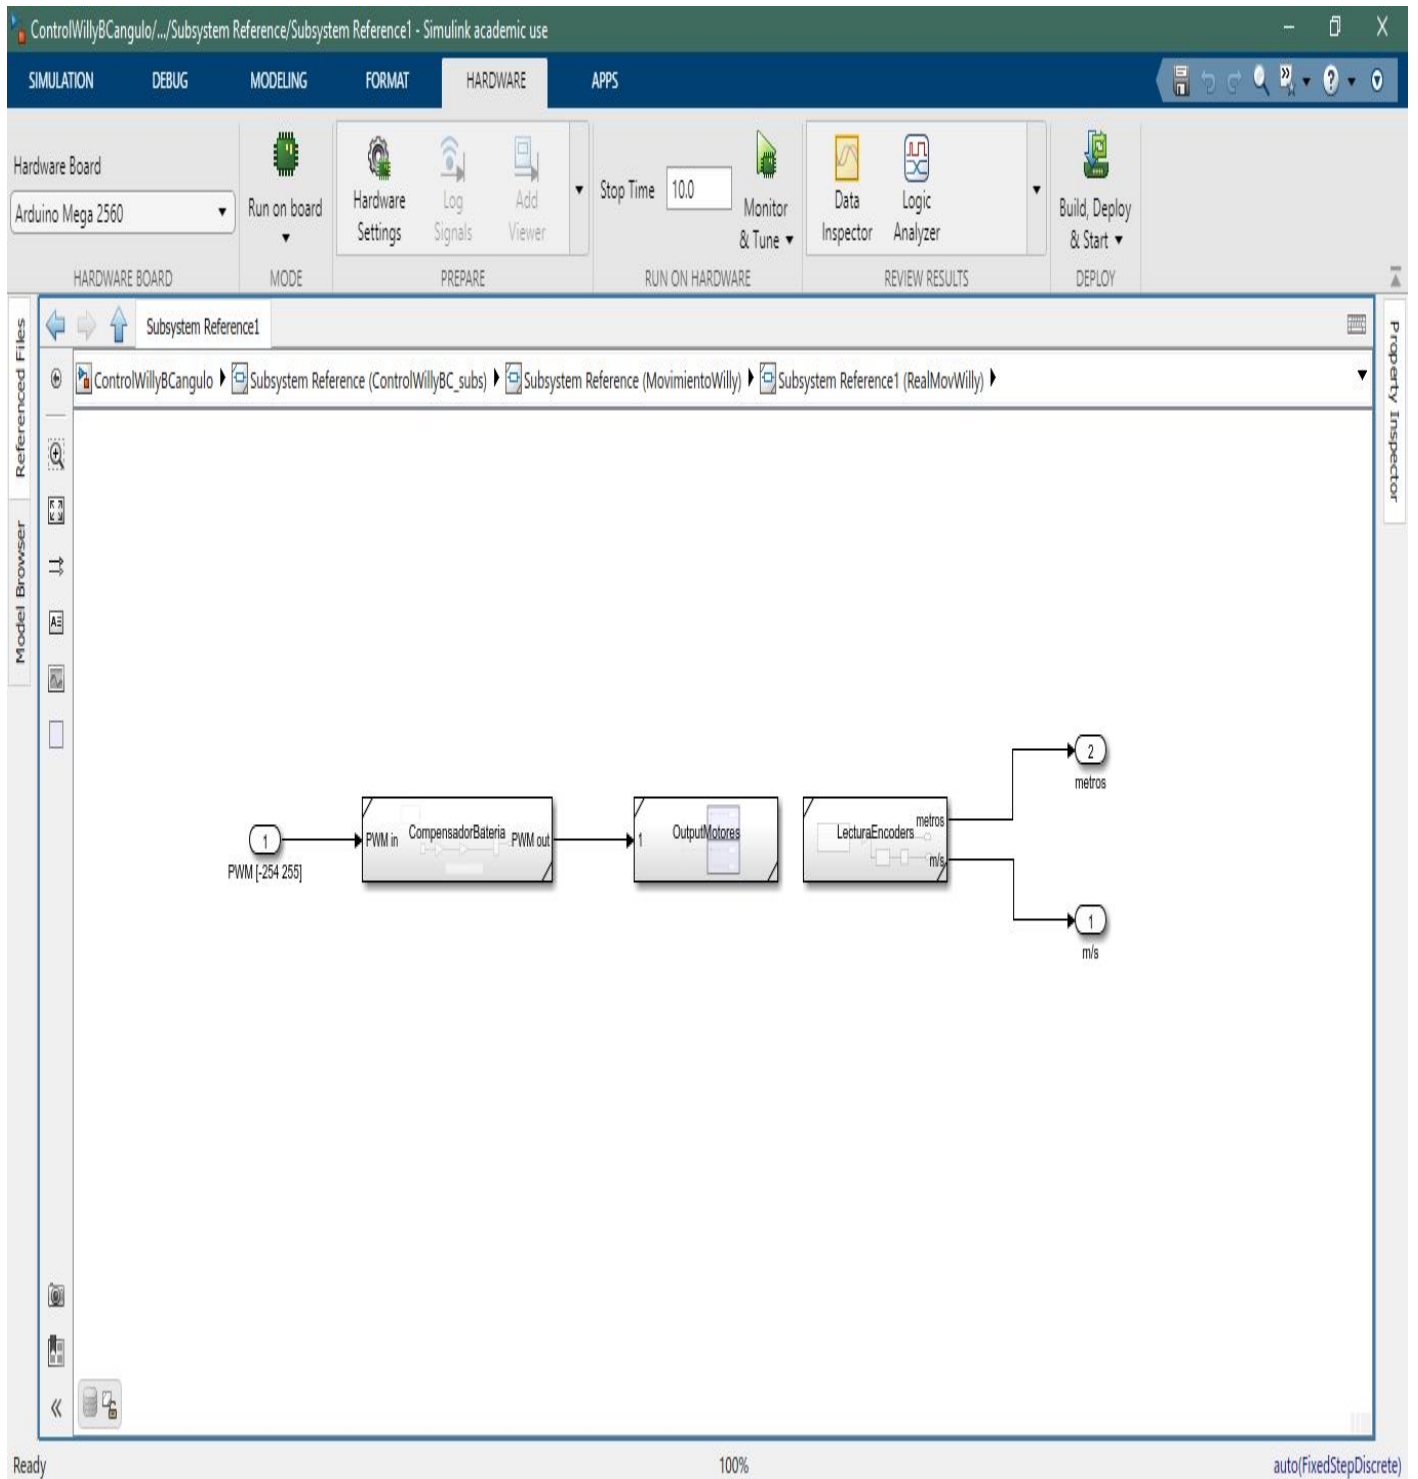 ControlWillyBCangulo/.../Subsystem Reference/Subsystem Reference1 - Simulink academic use
SIMULATION DEBUG MODELING FORMAT HARDWARE APPS
Hardware Board
Arduino Mega 2560
Run on board
Hardware
Settings
Log
Signals
Add
Viewer
Stop Time 10.0
Monitor
& Tune
Data
Inspector
Logic
Analyzer
Build, Deploy
& Start
HARDWARE BOARD MODE PREPARE RUN ON HARDWARE REVIEW RESULTS DEPLOY
Referenced Files
Model Browser
Property Inspector
Subsystem Reference1
ControlWillyBCangulo Subsystem Reference (ControlWillyBC_subs) Subsystem Reference (MovimientoWilly) Subsystem Reference1 (RealMovWilly)
1
PWM [-254 255]
PWM in CompensadorBateria PWM out
1 OutputMotores
LecturaEncoders
metros
m/s
2
metros
1
m/s
Ready 100% auto(FixedStepDiscrete)